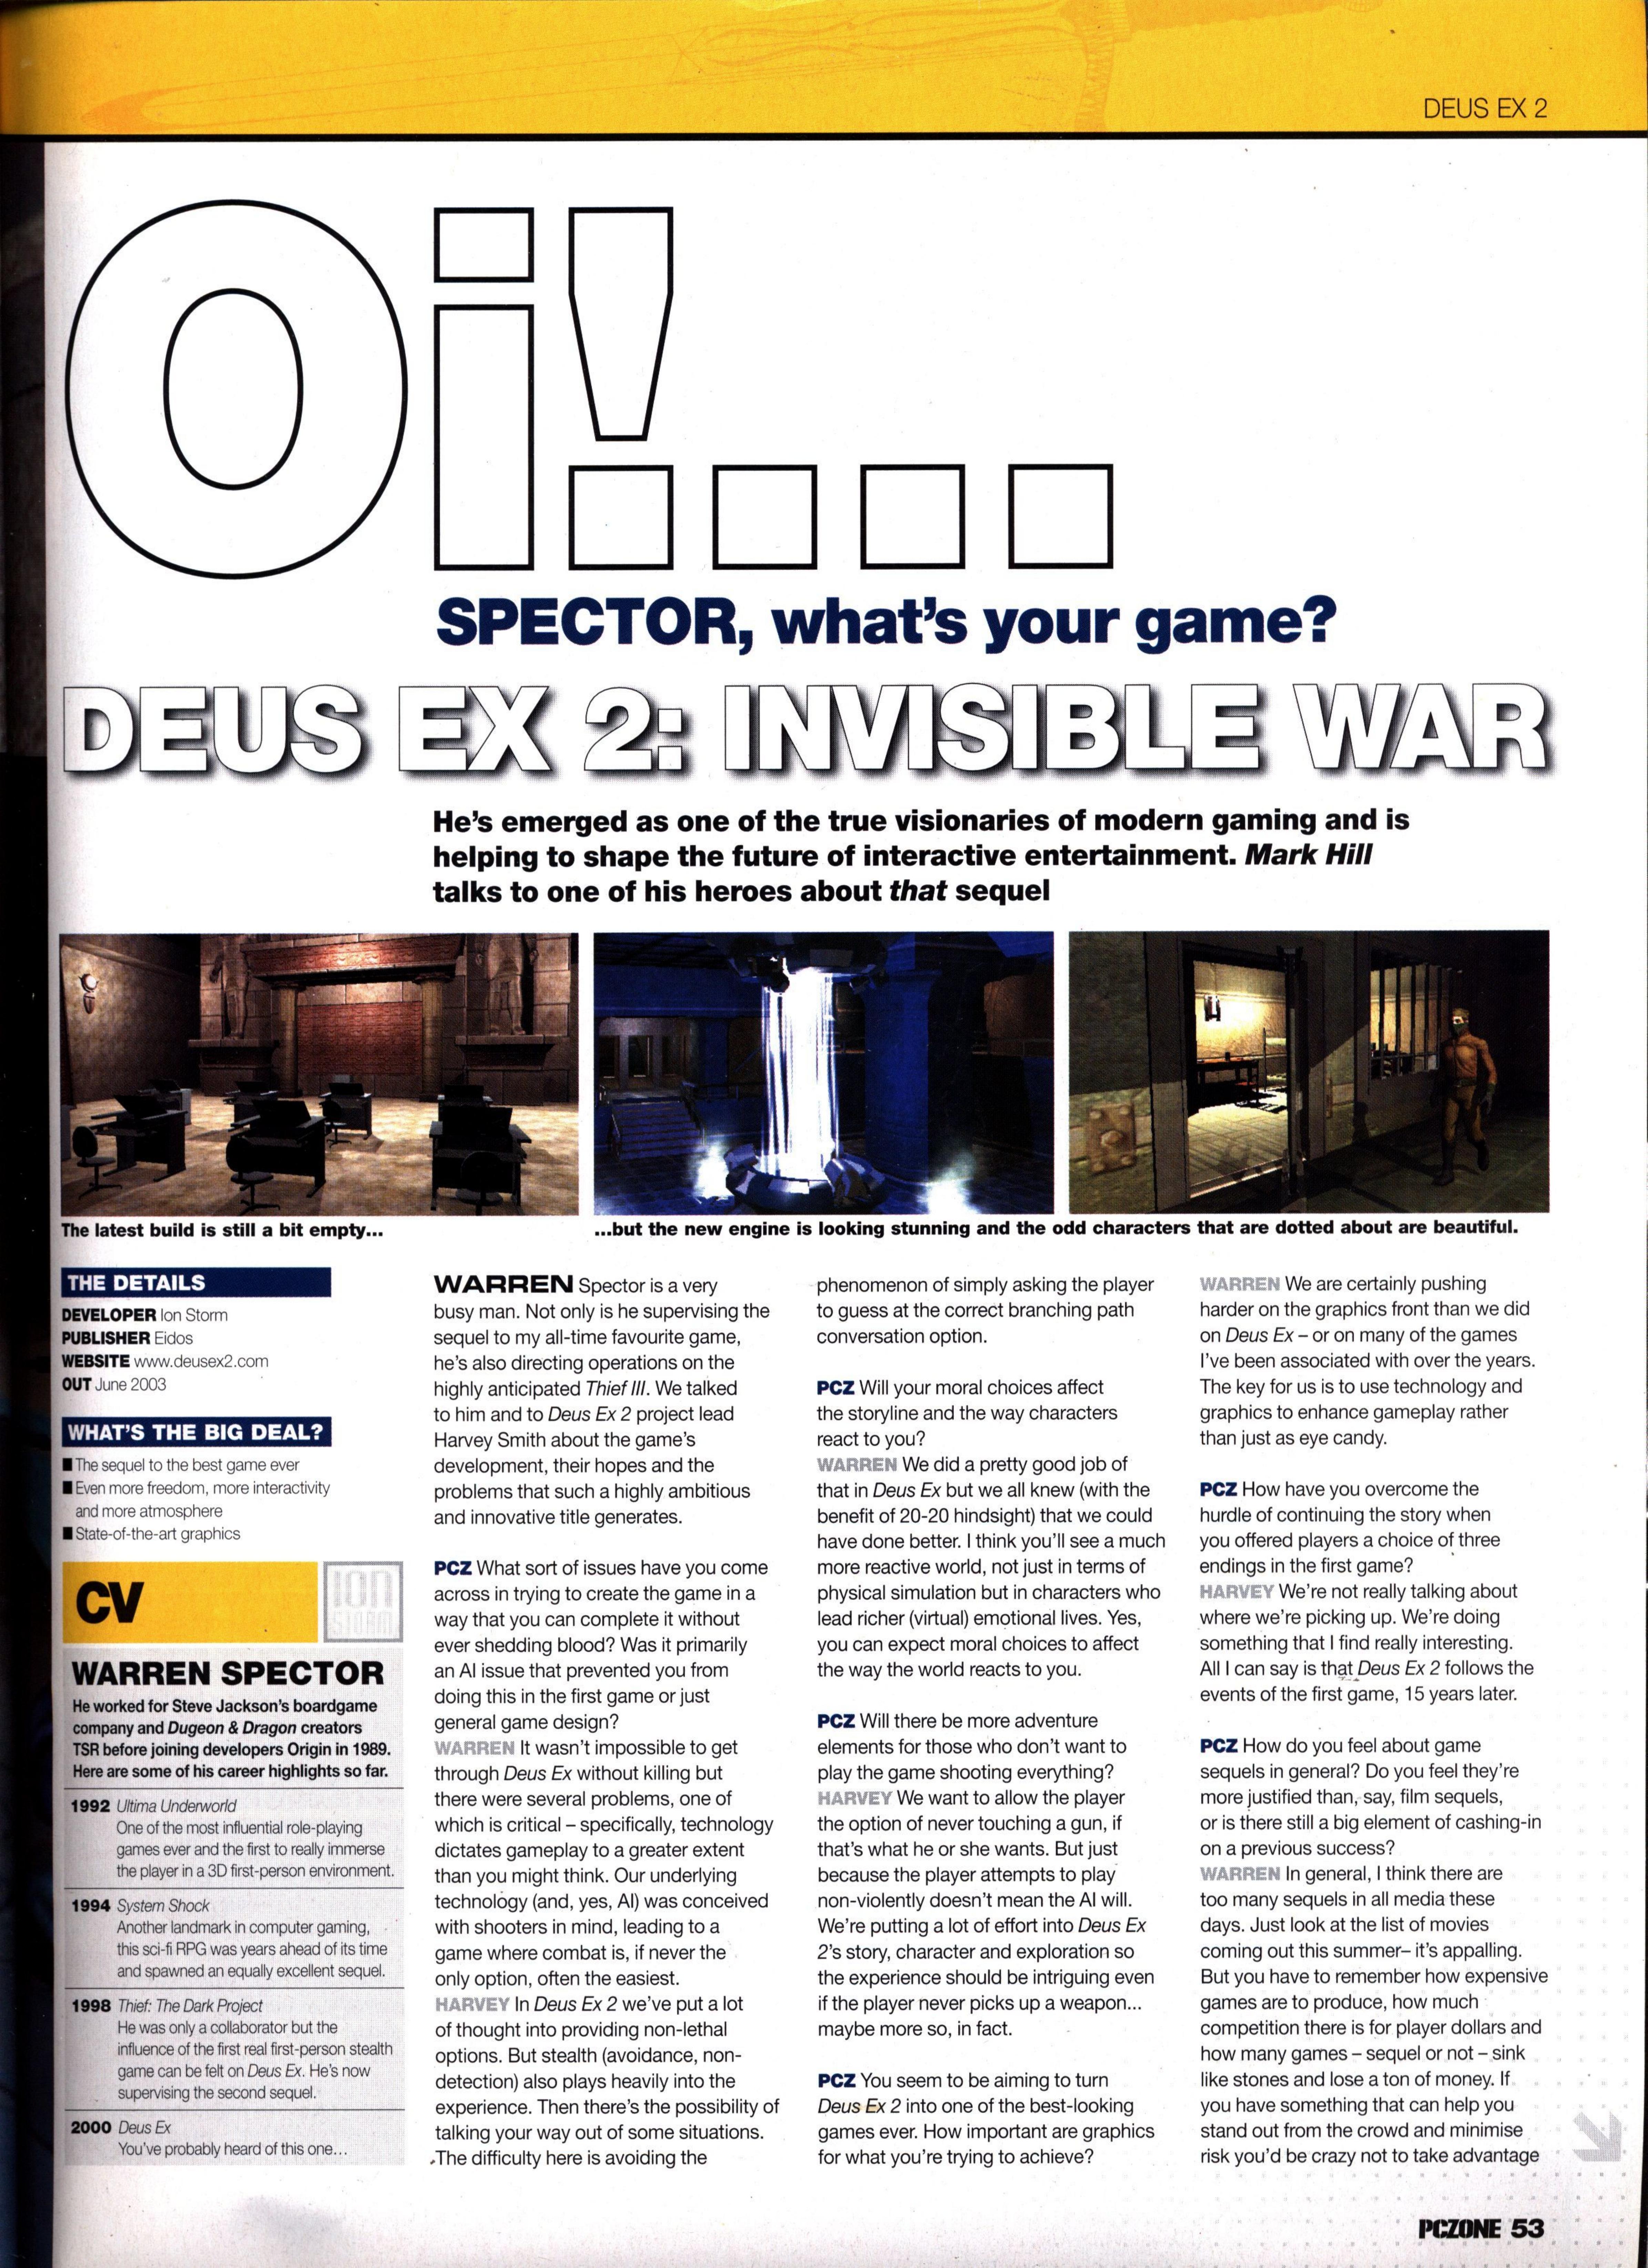 DEUS EX 2
Oi!...
SPECTOR, what's your game?
DEUS EX 2: INVISIBLE WAR
He's emerged as one of the true visionaries of modern gaming and is
helping to shape the future of interactive entertainment. Mark Hill
talks to one of his heroes about that sequel
The latest build is still a bit empty...
...but the new engine is looking stunning and the odd characters that are dotted about are beautiful.
THE DETAILS
DEVELOPER Ion Storm
PUBLISHER Eidos
WEBSITE www.deusex2.com
OUT June 2003
WHAT'S THE BIG DEAL?
■ The sequel to the best game ever
■ Even more freedom, more interactivity
and more atmosphere
■ State-of-the-art graphics
CV
ION
STORM
WARREN SPECTOR
He worked for Steve Jackson's boardgame
company and Dugeon & Dragon creators
TSR before joining developers Origin in 1989.
Here are some of his career highlights so far.
1992 Ultima Underworld
One of the most influential role-playing
games ever and the first to really immerse
the player in a 3D first-person environment.
1994 System Shock
Another landmark in computer gaming,
this sci-fi RPG was years ahead of its time
and spawned an equally excellent sequel.
1998 Thief: The Dark Project
He was only a collaborator but the
influence of the first real first-person stealth
game can be felt on Deus Ex. He's now
supervising the second sequel.
2000 Deus Ex
You've probably heard of this one...
WARREN Spector is a very
busy man. Not only is he supervising the
sequel to my all-time favourite game,
he's also directing operations on the
highly anticipated Thief III. We talked
to him and to Deus Ex 2 project lead
Harvey Smith about the game's
development, their hopes and the
problems that such a highly ambitious
and innovative title generates.
PCZ What sort of issues have you come
across in trying to create the game in a
way that you can complete it without
ever shedding blood? Was it primarily
an AI issue that prevented you from
doing this in the first game or just
general game design?
WARREN It wasn't impossible to get
through Deus Ex without killing but
there were several problems, one of
which is critical – specifically, technology
dictates gameplay to a greater extent
than you might think. Our underlying
technology (and, yes, AI) was conceived
with shooters in mind, leading to a
game where combat is, if never the
only option, often the easiest.
HARVEY In Deus Ex 2 we've put a lot
of thought into providing non-lethal
options. But stealth (avoidance, non-
detection) also plays heavily into the
experience. Then there's the possibility of
talking your way out of some situations.
The difficulty here is avoiding the
phenomenon of simply asking the player
to guess at the correct branching path
conversation option.
PCZ Will your moral choices affect
the storyline and the way characters
react to you?
WARREN We did a pretty good job of
that in Deus Ex but we all knew (with the
benefit of 20-20 hindsight) that we could
have done better. I think you'll see a much
more reactive world, not just in terms of
physical simulation but in characters who
lead richer (virtual) emotional lives. Yes,
you can expect moral choices to affect
the way the world reacts to you.
PCZ Will there be more adventure
elements for those who don't want to
play the game shooting everything?
HARVEY We want to allow the player
the option of never touching a gun, if
that's what he or she wants. But just
because the player attempts to play
non-violently doesn't mean the AI will.
We're putting a lot of effort into Deus Ex
2's story, character and exploration so
the experience should be intriguing even
if the player never picks up a weapon...
maybe more so, in fact.
PCZ You seem to be aiming to turn
Deus Ex 2 into one of the best-looking
games ever. How important are graphics
for what you're trying to achieve?
WARREN We are certainly pushing
harder on the graphics front than we did
on Deus Ex – or on many of the games
I've been associated with over the years.
The key for us is to use technology and
graphics to enhance gameplay rather
than just as eye candy.
PCZ How have you overcome the
hurdle of continuing the story when
you offered players a choice of three
endings in the first game?
HARVEY We're not really talking about
where we're picking up. We're doing
something that I find really interesting.
All I can say is that Deus Ex 2 follows the
events of the first game, 15 years later.
PCZ How do you feel about game
sequels in general? Do you feel they're
more justified than, say, film sequels,
or is there still a big element of cashing-in
on a previous success?
WARREN In general, I think there are
too many sequels in all media these
days. Just look at the list of movies
coming out this summer– it's appalling.
But you have to remember how expensive
games are to produce, how much
competition there is for player dollars and
how many games – sequel or not – sink
like stones and lose a ton of money. If
you have something that can help you
stand out from the crowd and minimise
risk you'd be crazy not to take advantage
PCZONE 53